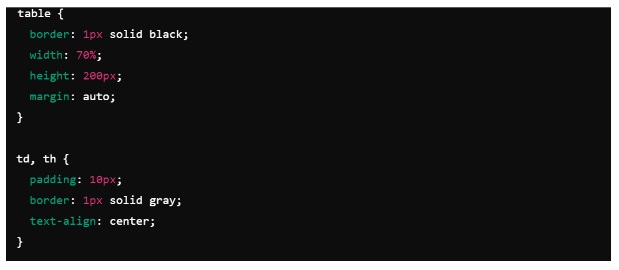 table {
  border: 1px solid black;
  width: 70%;
  height: 200px;
  margin: auto;
}

td, th {
  padding: 10px;
  border: 1px solid gray;
  text-align: center;
}